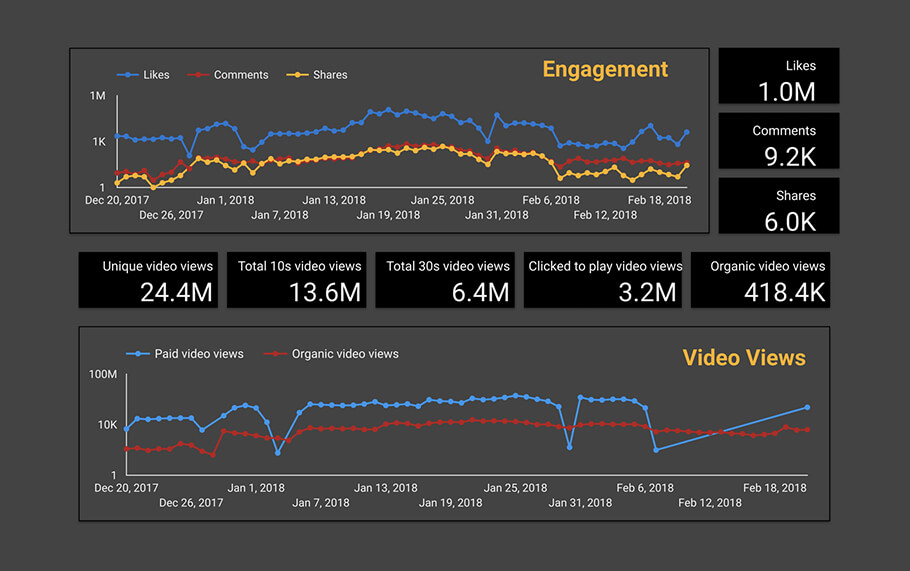 Likes Comments Shares
Engagement
1M
1K
1
Dec 20, 2017 Jan 1, 2018 Jan 13, 2018 Jan 25, 2018 Feb 6, 2018 Feb 18, 2018
Dec 26, 2017 Jan 7, 2018 Jan 19, 2018 Jan 31, 2018 Feb 12, 2018
Likes
1.0M
Comments
9.2K
Shares
6.0K
Unique video views
24.4M
Total 10s video views
13.6M
Total 30s video views
6.4M
Clicked to play video views
3.2M
Organic video views
418.4K
Paid video views Organic video views
Video Views
100M
10K
1
Dec 20, 2017 Jan 1, 2018 Jan 13, 2018 Jan 25, 2018 Feb 6, 2018 Feb 18, 2018
Dec 26, 2017 Jan 7, 2018 Jan 19, 2018 Jan 31, 2018 Feb 12, 2018